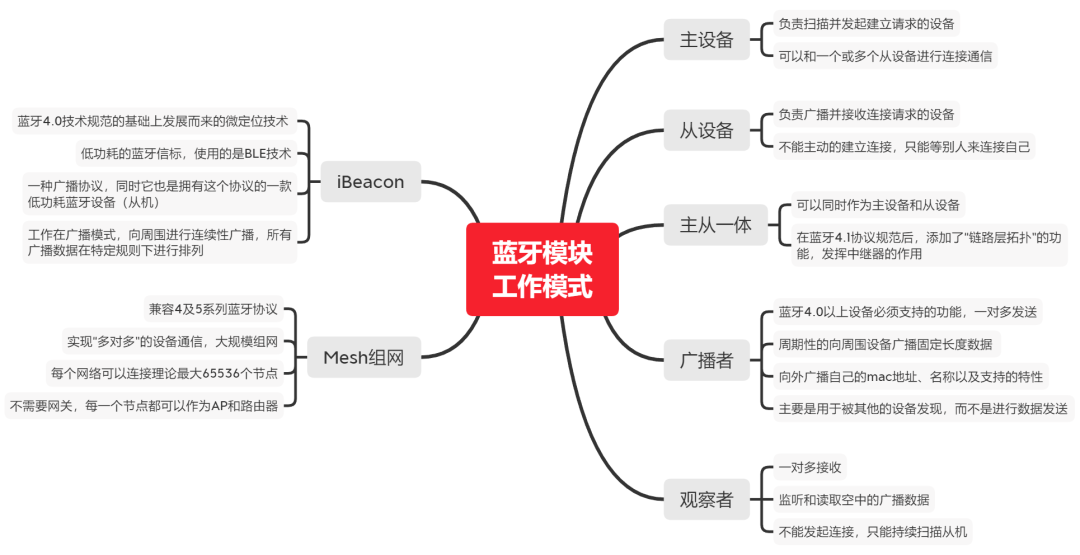 蓝牙模块
工作模式
主设备
负责扫描并发起建立请求的设备
可以和一个或多个从设备进行连接通信
从设备
负责广播并接收连接请求的设备
不能主动的建立连接，只能等别人来连接自己
主从一体
可以同时作为主设备和从设备
在蓝牙4.1协议规范后，添加了“链路层拓扑”的功
能，发挥中继器的作用
广播者
蓝牙4.0以上设备必须支持的功能，一对多发送
周期性的向周围设备广播固定长度数据
向外广播自己的mac地址、名称以及支持的特性
主要是用于被其他的设备发现，而不是进行数据发送
观察者
一对多接收
监听和读取空中的广播数据
不能发起连接，只能持续扫描从机
iBeacon
蓝牙4.0技术规范的基础上发展而来的微定位技术
低功耗的蓝牙信标，使用的是BLE技术
一种广播协议，同时它也是拥有这个协议的一款
低功耗蓝牙设备（从机）
工作在广播模式，向周围进行连续性广播，所有
广播数据在特定规则下进行排列
Mesh组网
兼容4及5系列蓝牙协议
实现“多对多”的设备通信，大规模组网
每个网络可以连接理论最大65536个节点
不需要网关，每一个节点都可以作为AP和路由器